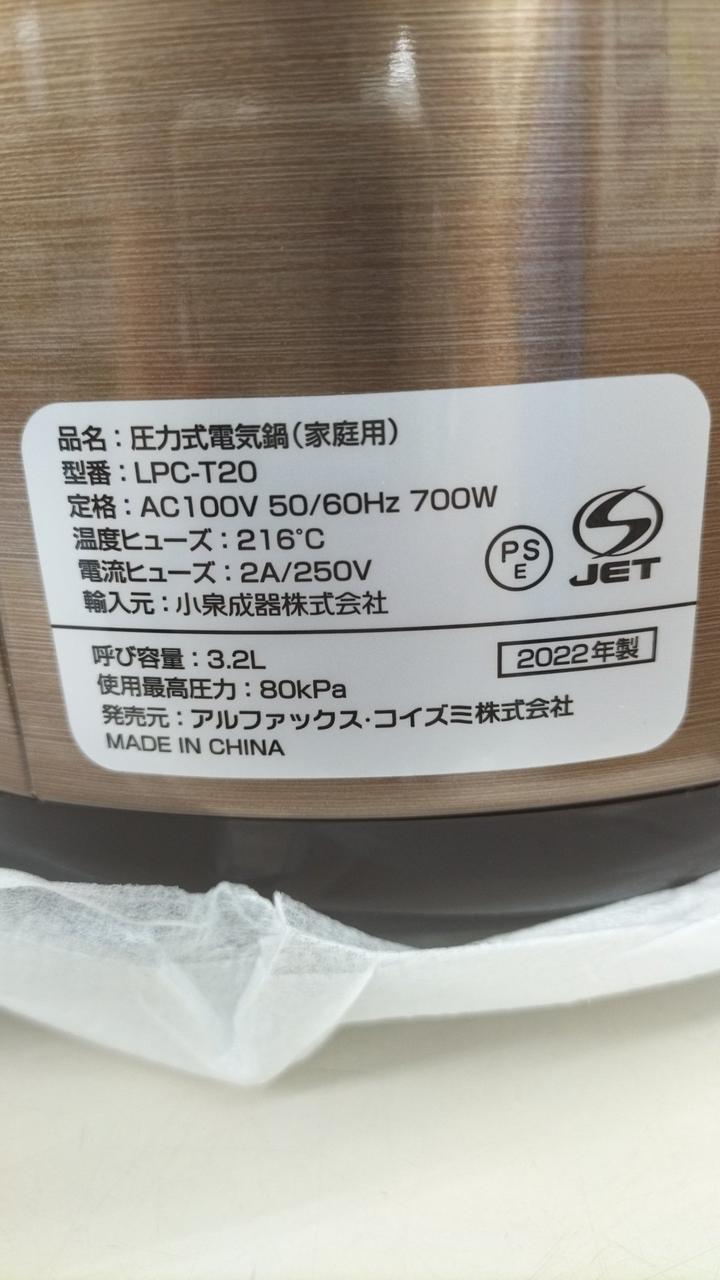 品名：圧力式電気鍋（家庭用）
型番：LPC-T20
定格：AC100V 50/60Hz 700W
温度ヒューズ：216℃
電流ヒューズ：2A/250V
輸入元：小泉成器株式会社
PS
E
JET
呼び容量：3.2L
2022年製
使用最高圧力：80kPa
発売元：アルファックス・コイズミ株式会社
MADE IN CHINA